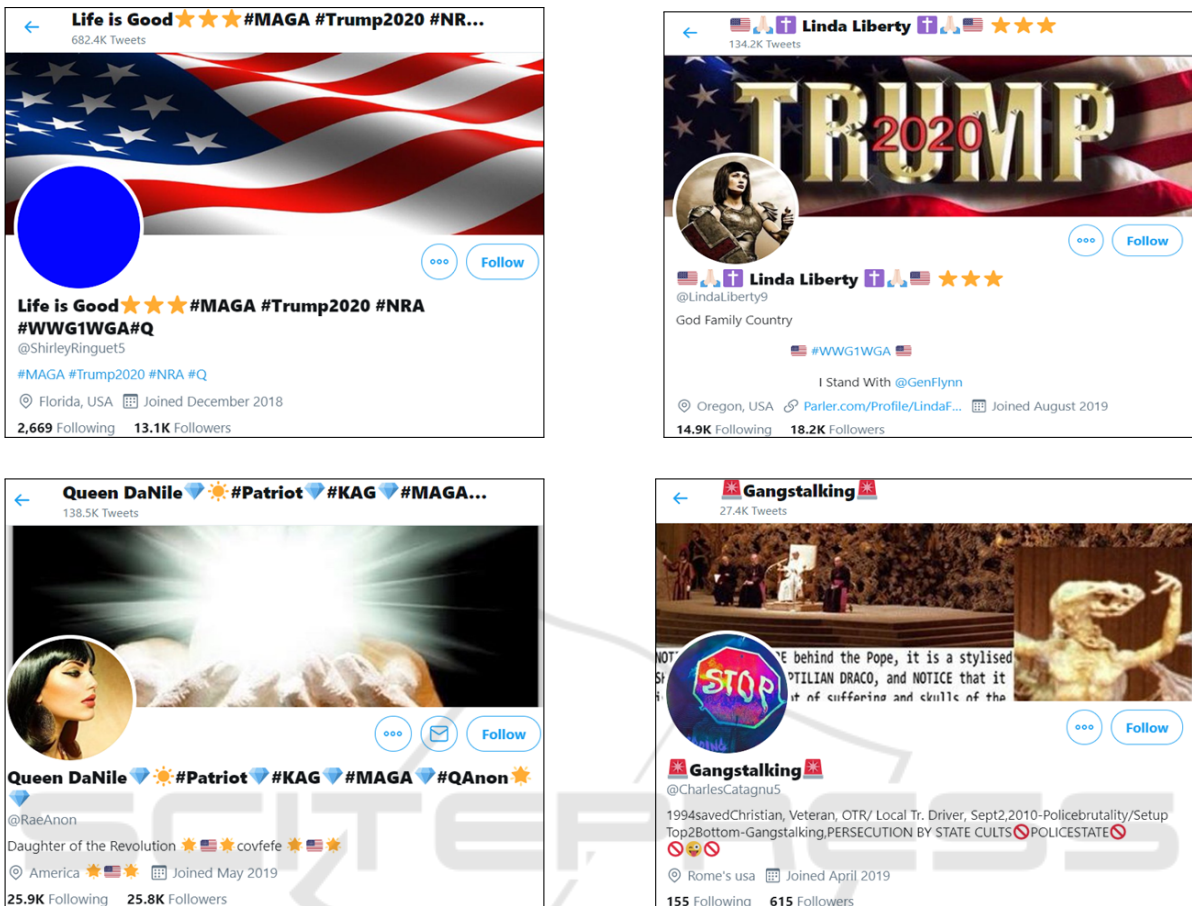 ← Life is Good⭐⭐⭐#MAGA #Trump2020 #NR...
682.4K Tweets
Follow
Life is Good⭐⭐⭐#MAGA #Trump2020 #NRA
#WWG1WGA#Q
@ShirleyRinguet5
#MAGA #Trump2020 #NRA #Q
Florida, USA Joined December 2018
2,669 Following 13.1K Followers
← 🇺🇸🙏🏻✝️ Linda Liberty ✝️🙏🏻🇺🇸 ⭐⭐⭐
134.2K Tweets
TRUMP
2020
Follow
🇺🇸🙏🏻✝️ Linda Liberty ✝️🙏🏻🇺🇸 ⭐⭐⭐
@LindaLiberty9
God Family Country
🇺🇸 #WWG1WGA 🇺🇸
I Stand With @GenFlynn
Oregon, USA Parler.com/Profile/LindaF... Joined August 2019
14.9K Following 18.2K Followers
← Queen DaNile💎☀️#Patriot💎#KAG💎#MAGA...
138.5K Tweets
Follow
Queen DaNile💎☀️#Patriot💎#KAG💎#MAGA💎#QAnon🌟
💎
@RaeAnon
Daughter of the Revolution 🌟🇺🇸🌟covfefe 🌟🇺🇸🌟
America 🌟🇺🇸🌟 Joined May 2019
25.9K Following 25.8K Followers
← 🚨Gangstalking🚨
27.4K Tweets
behind the Pope, it is a stylised
DRACO, and NOTICE that it
of suffering and skulls of the
STOP
Follow
🚨Gangstalking🚨
@CharlesCatagnu5
1994savedChristian, Veteran, OTR/ Local Tr. Driver, Sept2,2010-Policebrutality/Setup
Top2Bottom-Gangstalking,PERSECUTION BY STATE CULTS🚫POLICESTATE🚫
🚫😜🚫
Rome's usa Joined April 2019
155 Following 615 Followers
SCITEPRESS